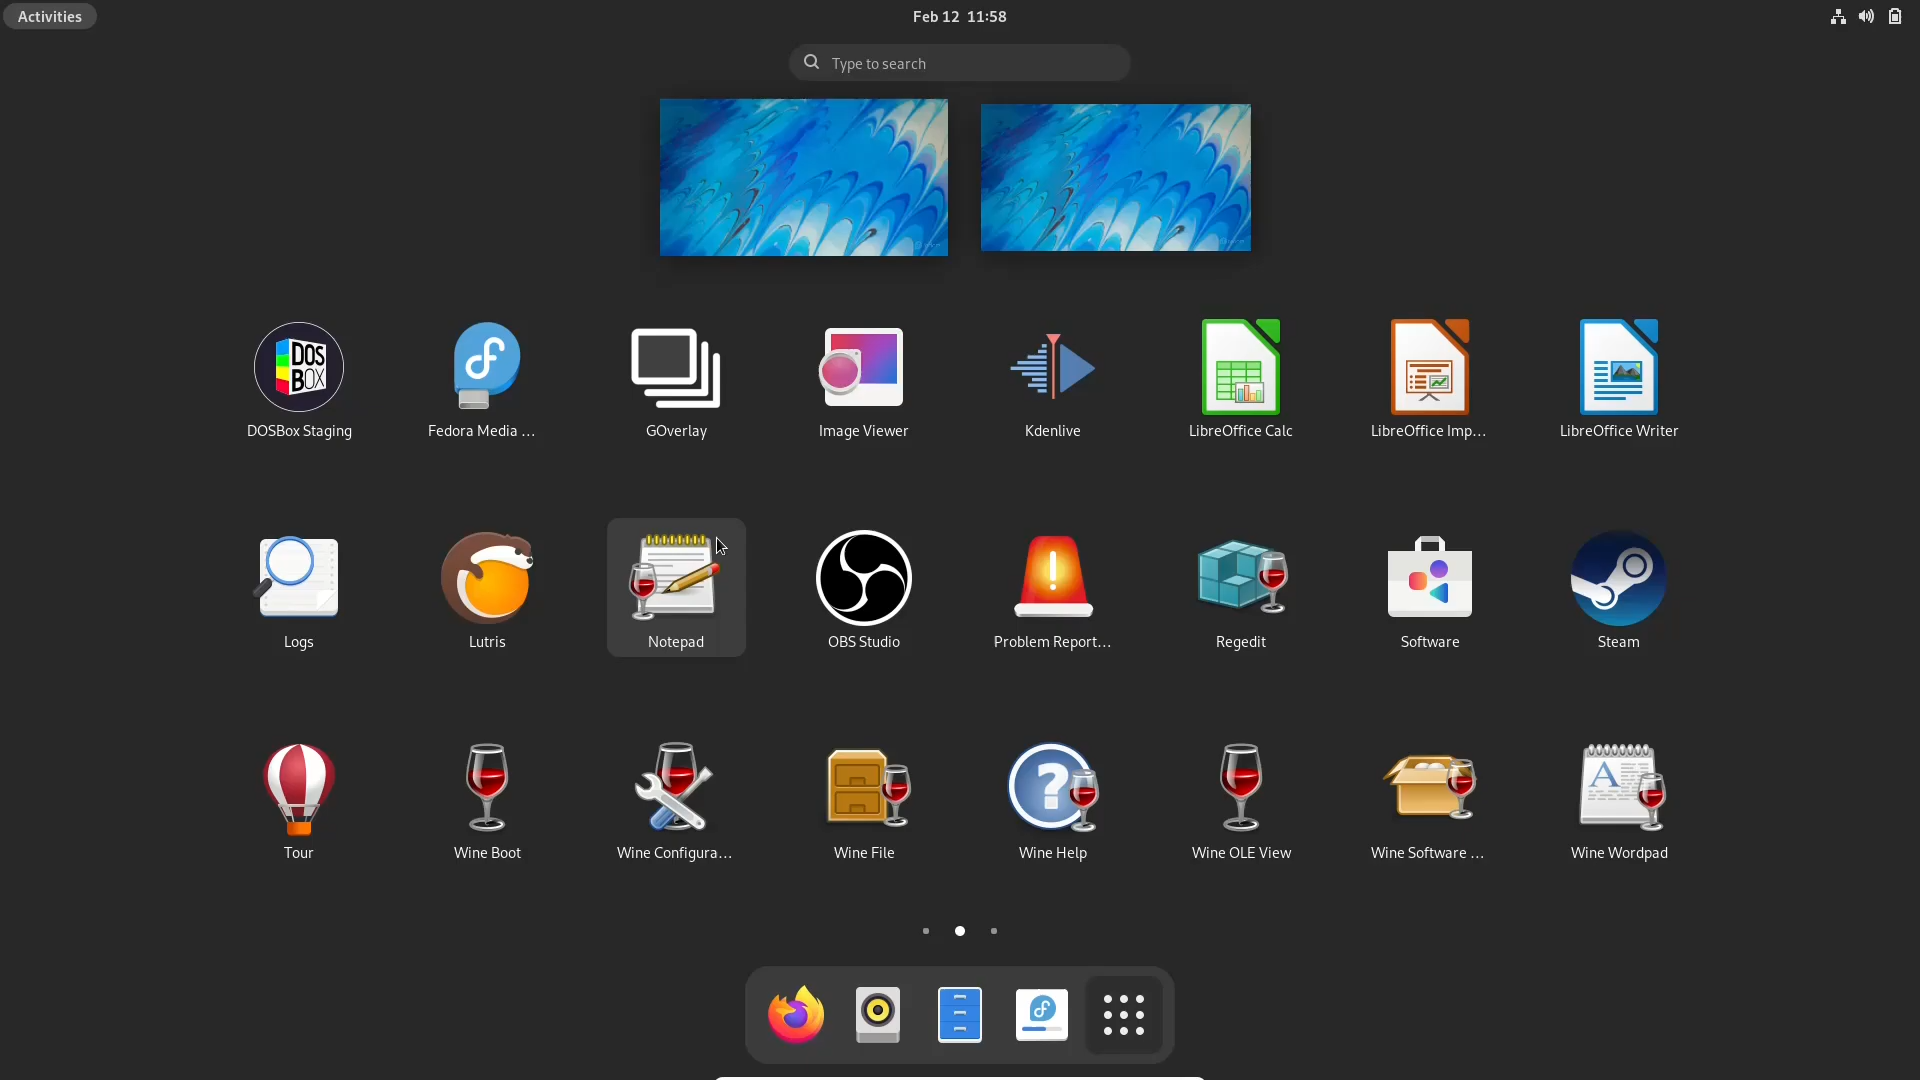 Activities
Feb 12 11:58
Type to search
DOS
BOX
DOSBox Staging
Fedora Media ...
GOverlay
Image Viewer
Kdenlive
LibreOffice Calc
LibreOffice Imp...
LibreOffice Writer
Logs
Lutris
Notepad
OBS Studio
Problem Report...
Regedit
Software
Steam
Tour
Wine Boot
Wine Configura...
Wine File
Wine Help
Wine OLE View
Wine Software ...
Wine Wordpad